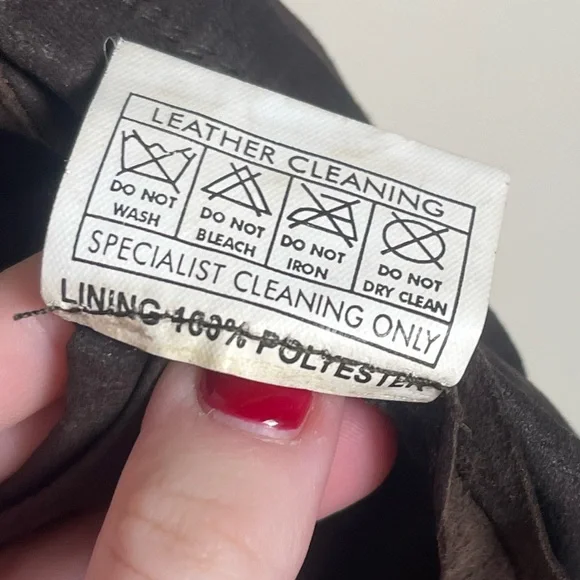 LEATHER CLEANING
DO NOT WASH
DO NOT BLEACH
DO NOT IRON
DO NOT DRY CLEAN
SPECIALIST CLEANING ONLY
LINING 100% POLYESTER